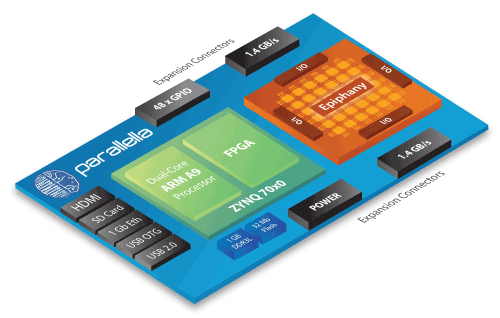 Expansion Connectors
1.4 GB/s
48 x GPIO
I/O
I/O
Epiphany
I/O
I/O
parallella
FPGA
Dual-Core
ARM A9
Processor
ZYNQ 70x0
1.4 GB/s
Expansion Connectors
POWER
HDMI
SD Card
1 Gb Eth
USB OTG
USB 2.0
1 GB
DDR3L
32 Mb
Flash